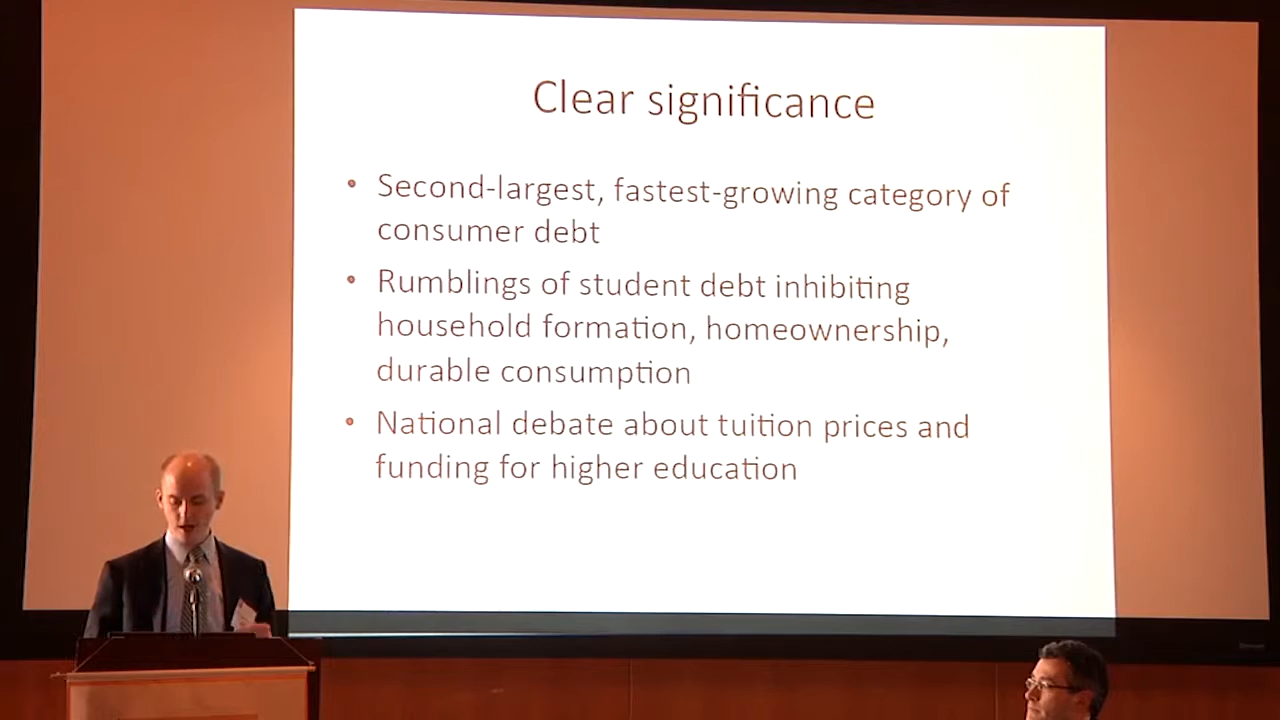 Clear significance
• Second-largest, fastest-growing category of
consumer debt
• Rumblings of student debt inhibiting
household formation, homeownership,
durable consumption
• National debate about tuition prices and
funding for higher education